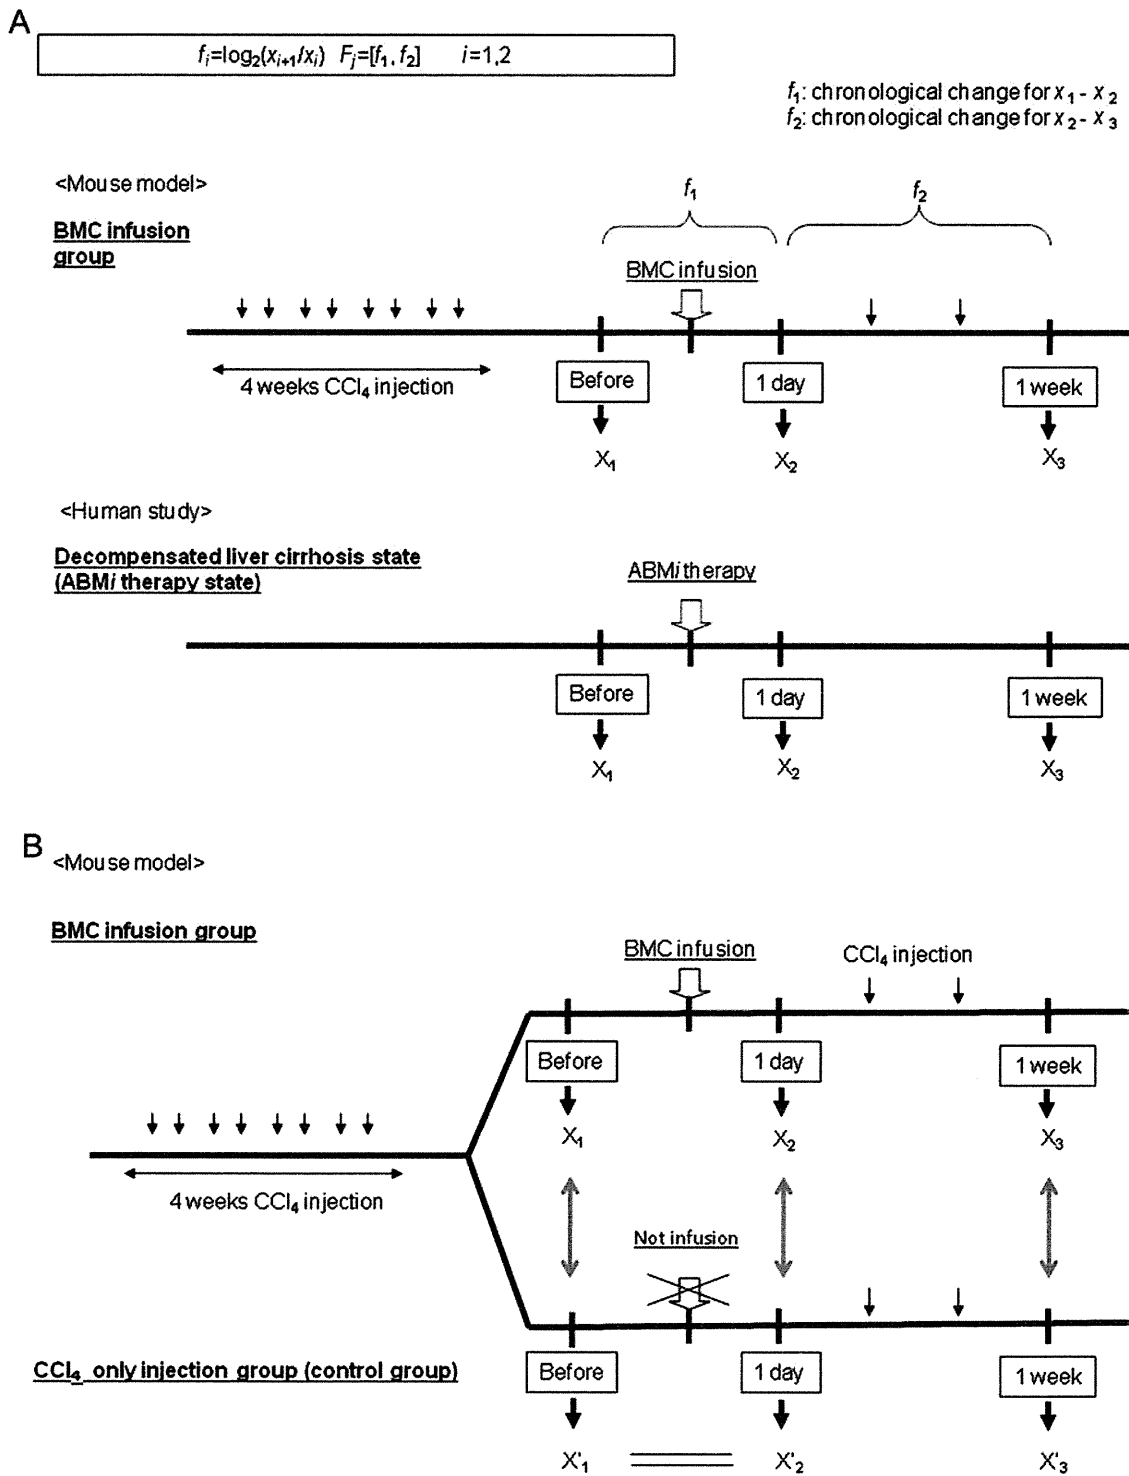 A
fᵢ=log₂(xᵢ₊₁/xᵢ) Fⱼ=[f₁, f₂] i=1,2
f₁: chronological change for x₁ - x₂
f₂: chronological change for x₂ - x₃
<Mouse model>
BMC infusion
group
f₁
f₂
BMC infusion
4 weeks CCl₄ injection
Before
1 day
1 week
X₁
X₂
X₃
<Human study>
Decompensated liver cirrhosis state
(ABMi therapy state)
ABMi therapy
Before
1 day
1 week
X₁
X₂
X₃
B
<Mouse model>
BMC infusion group
BMC infusion
CCl₄ injection
Before
1 day
1 week
X₁
X₂
X₃
4 weeks CCl₄ injection
Not infusion
CCl₄ only injection group (control group)
Before
1 day
1 week
X'₁
X'₂
X'₃